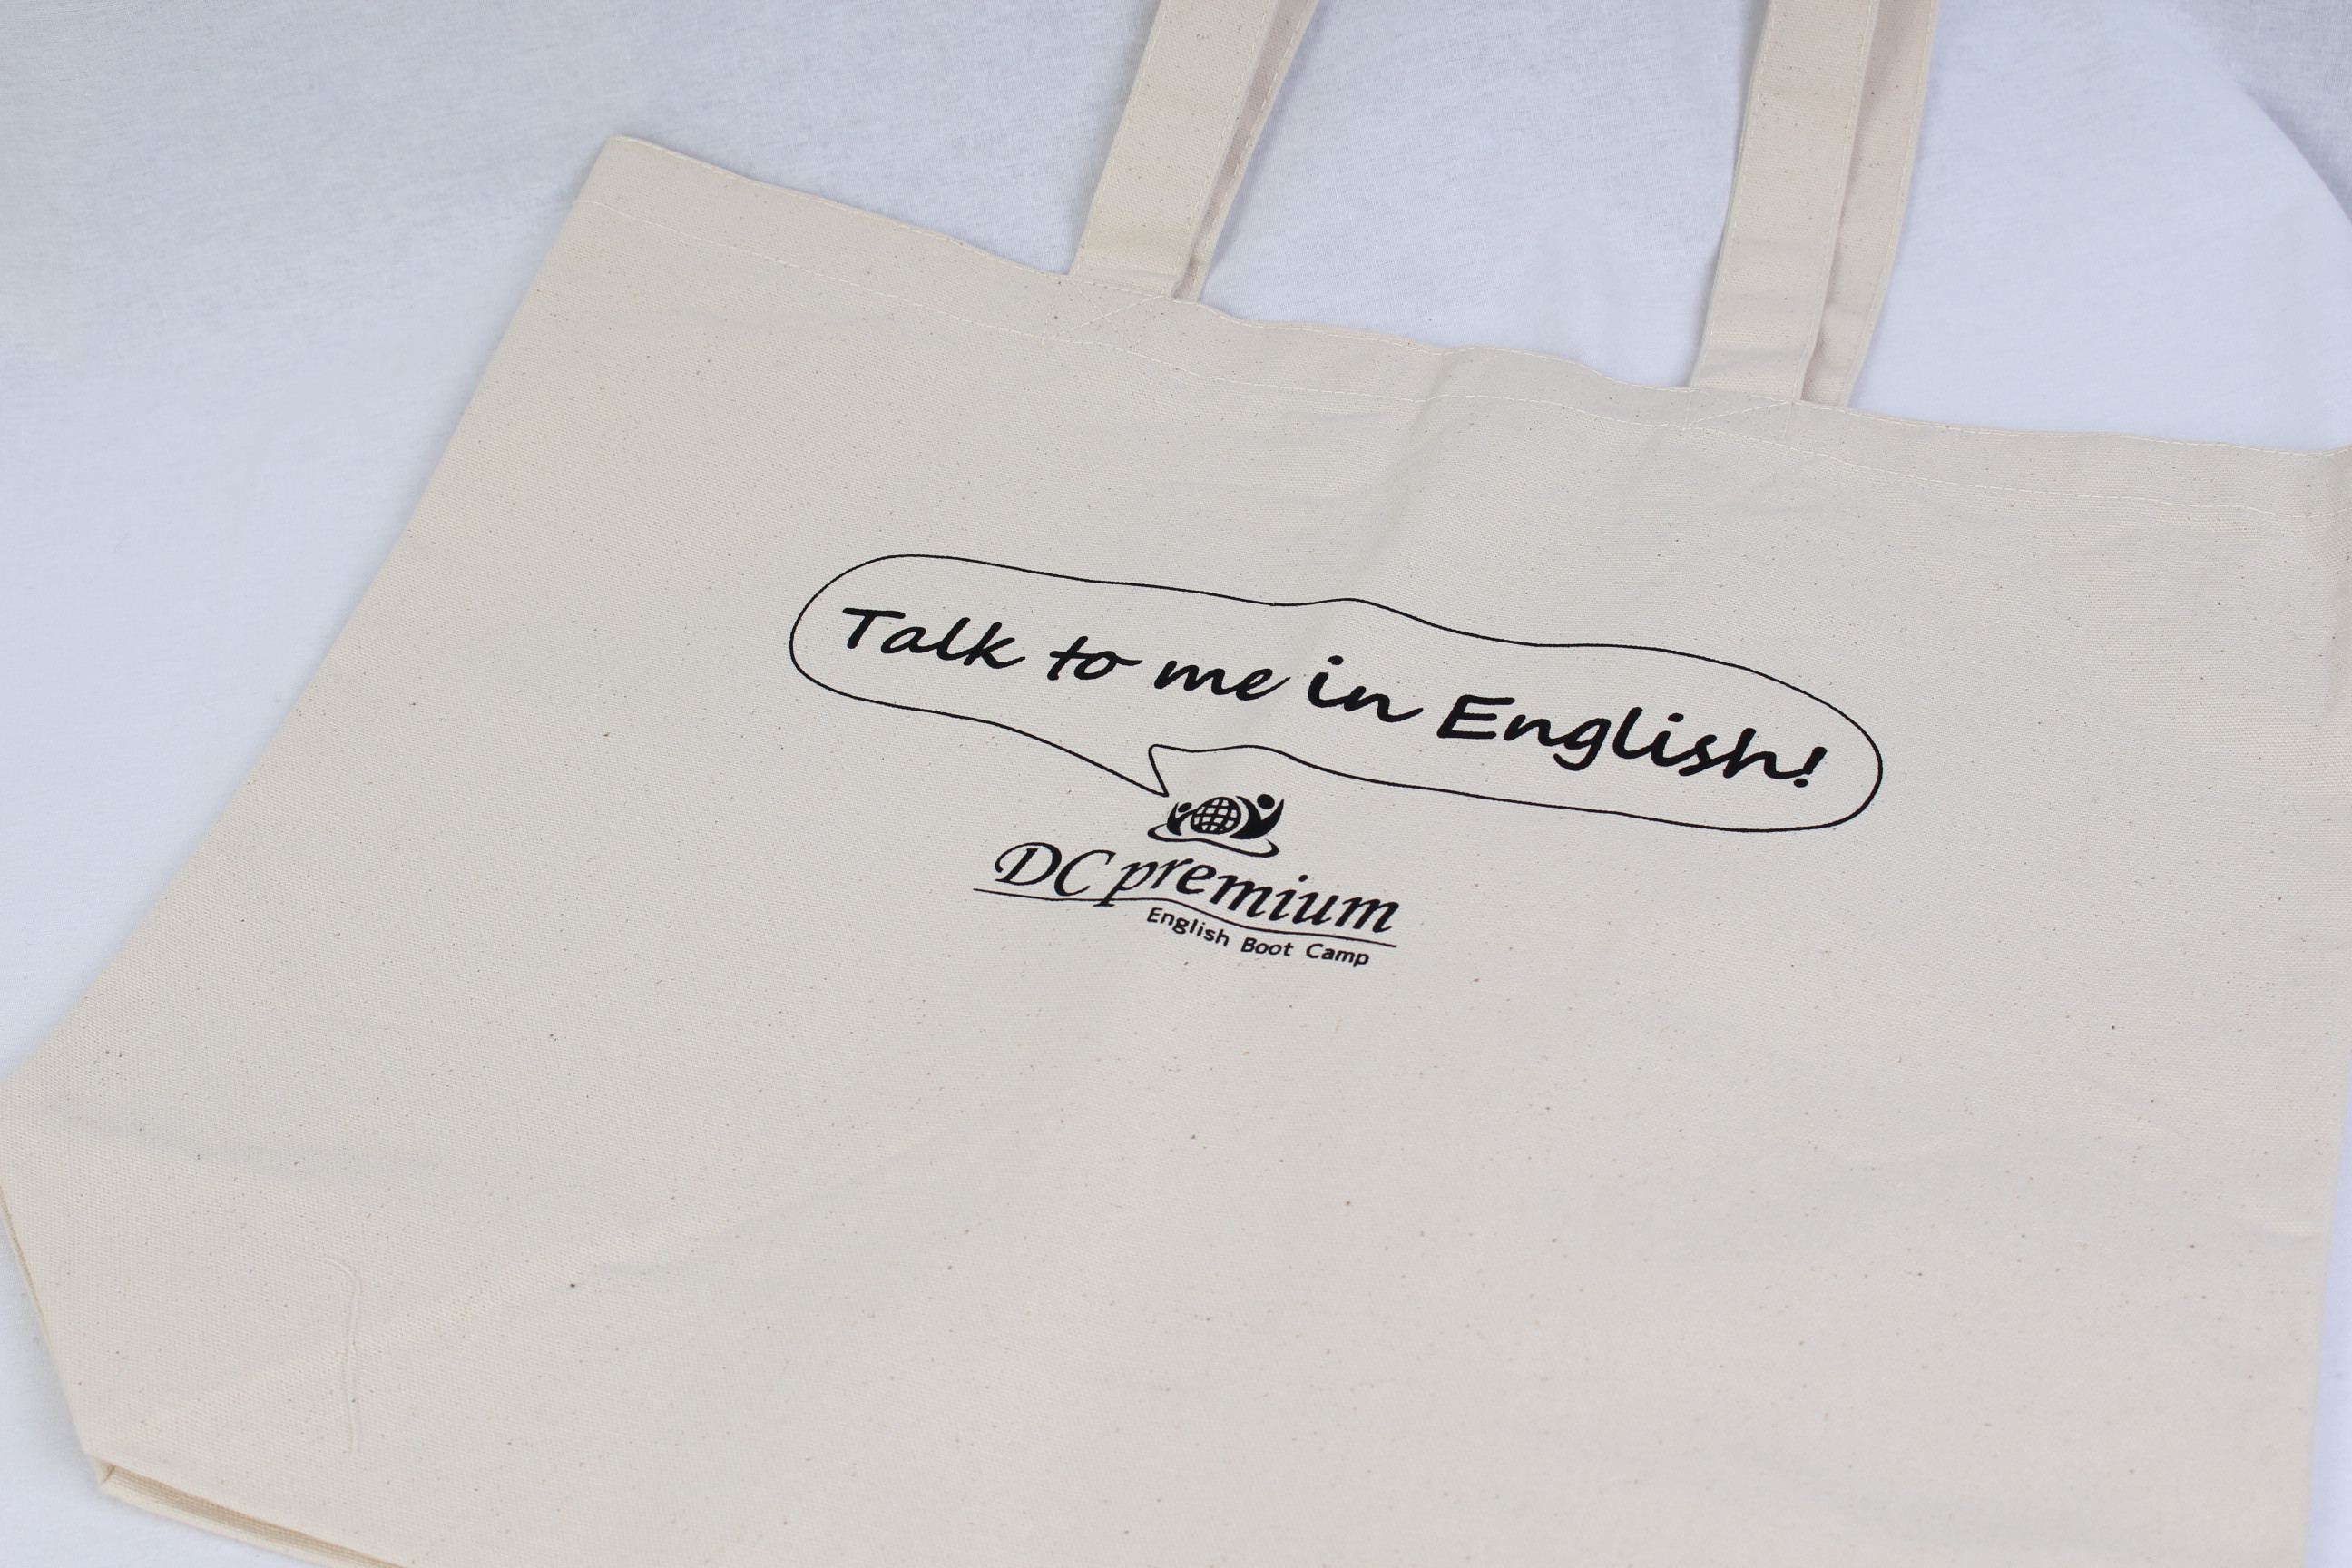 Talk to me in English!
DC premium
English Boot Camp